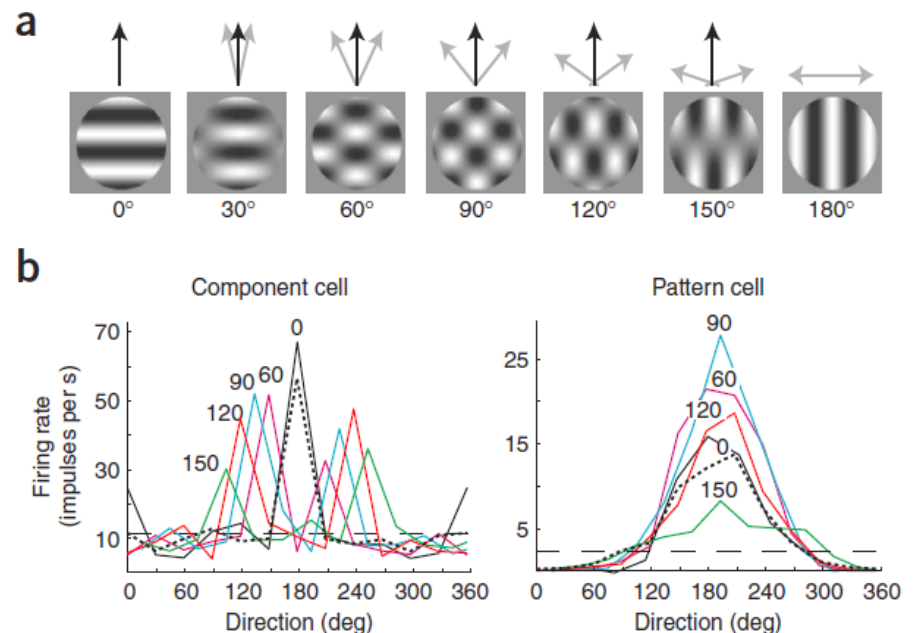 a
0° 30° 60° 90° 120° 150° 180°
b
Component cell
Firing rate
(impulses per s)
70
50
30
10
0
90 60
120
150
0 60 120 180 240 300 360
Direction (deg)
Pattern cell
25
15
5
90
60
120
0
150
0 60 120 180 240 300 360
Direction (deg)